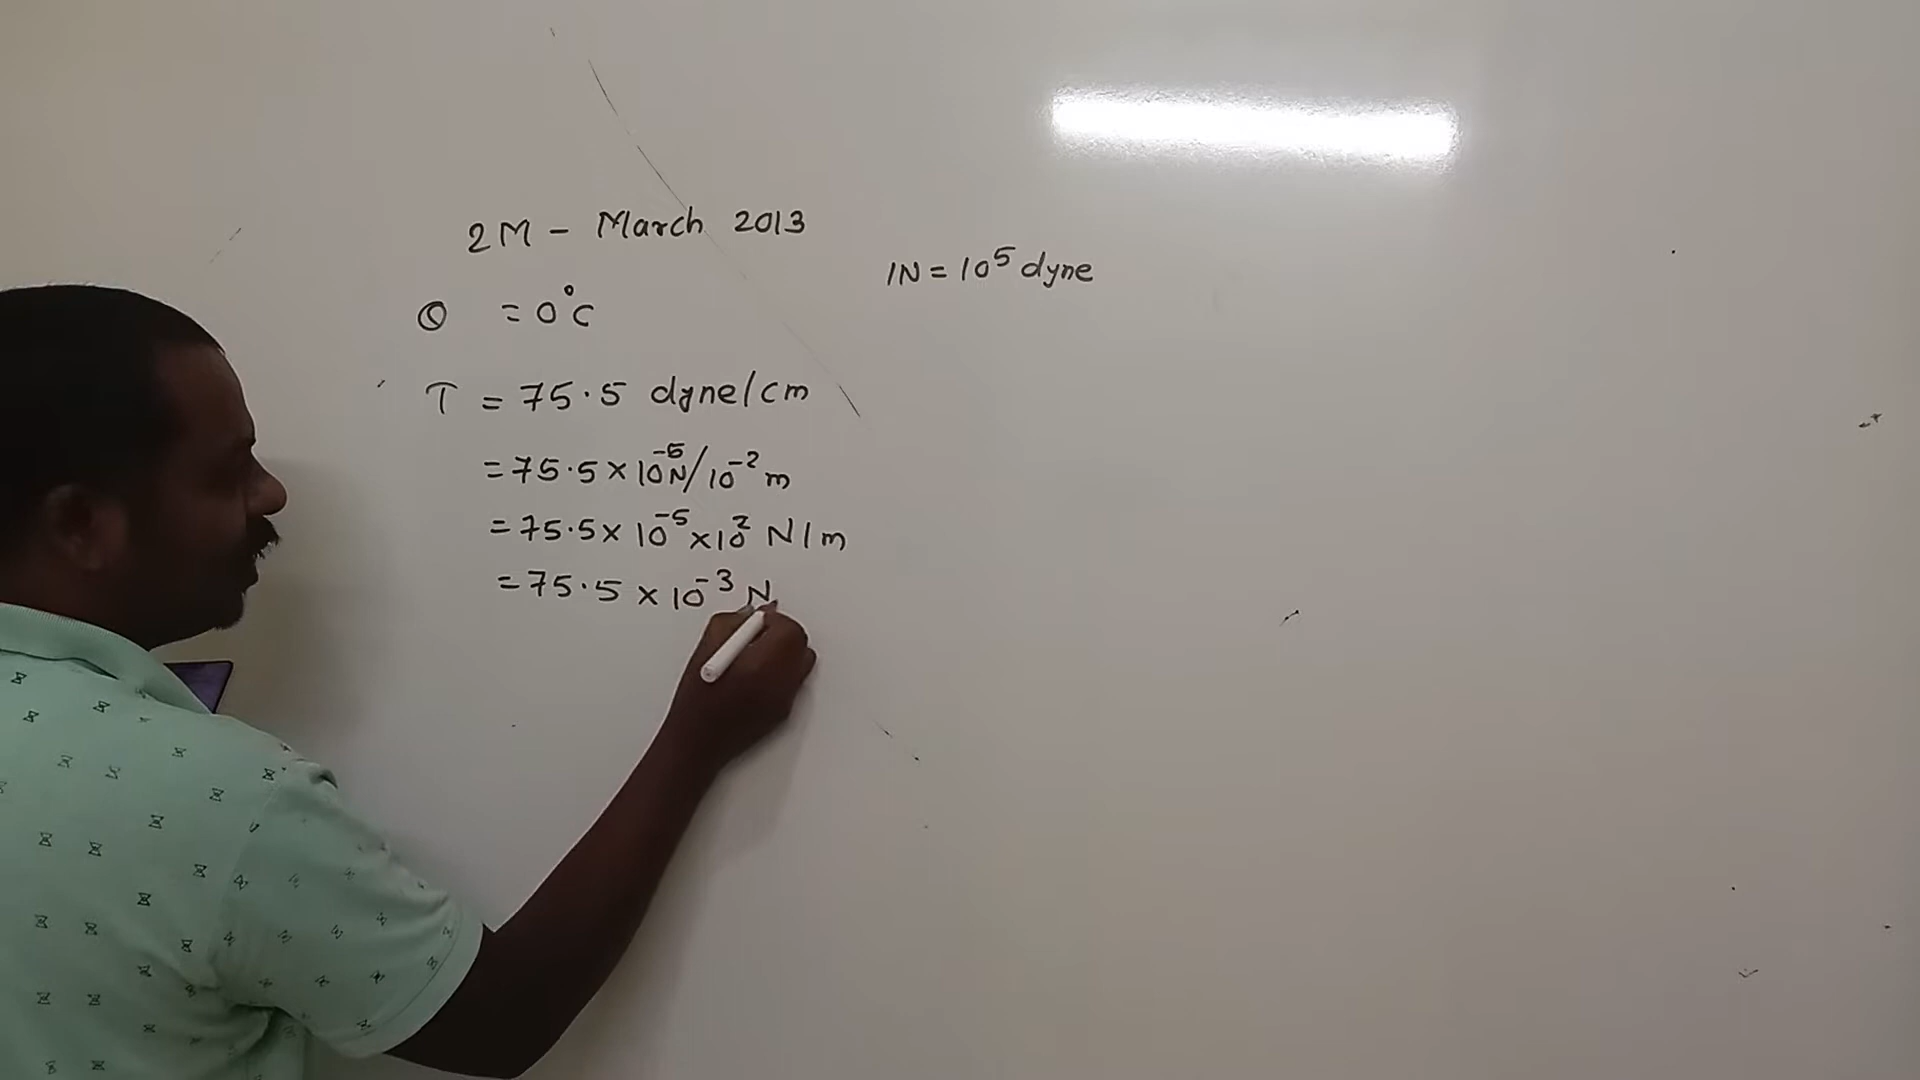 2M - March 2013
1N = 10⁵ dyne
θ = 0°c
T = 75.5 dyne/cm
= 75.5 × 10⁻⁵N/10⁻² m
= 75.5 × 10⁻⁵ × 10² N/m
= 75.5 × 10⁻³ N